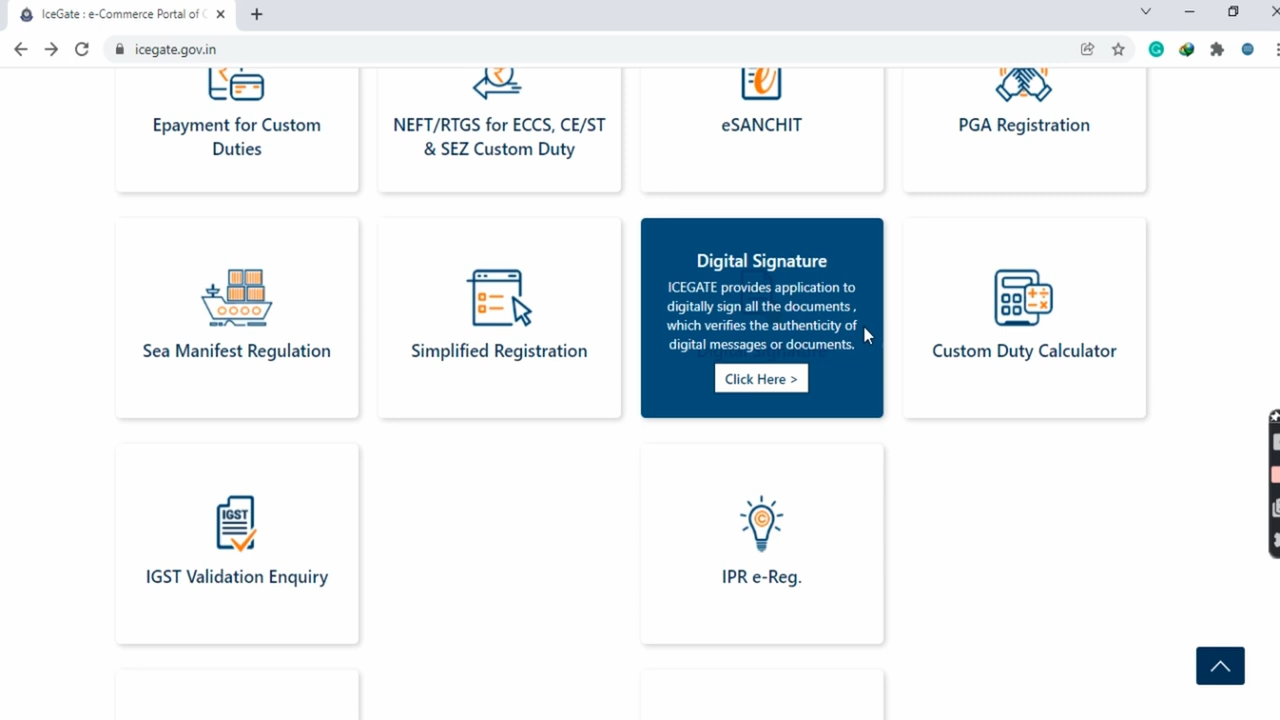 IceGate : e-Commerce Portal of C
icegate.gov.in
Epayment for Custom
Duties
NEFT/RTGS for ECCS, CE/ST
& SEZ Custom Duty
eSANCHIT
PGA Registration
Sea Manifest Regulation
Simplified Registration
Digital Signature
ICEGATE provides application to
digitally sign all the documents ,
which verifies the authenticity of
digital messages or documents.
Click Here >
Custom Duty Calculator
IGST
IGST Validation Enquiry
IPR e-Reg.